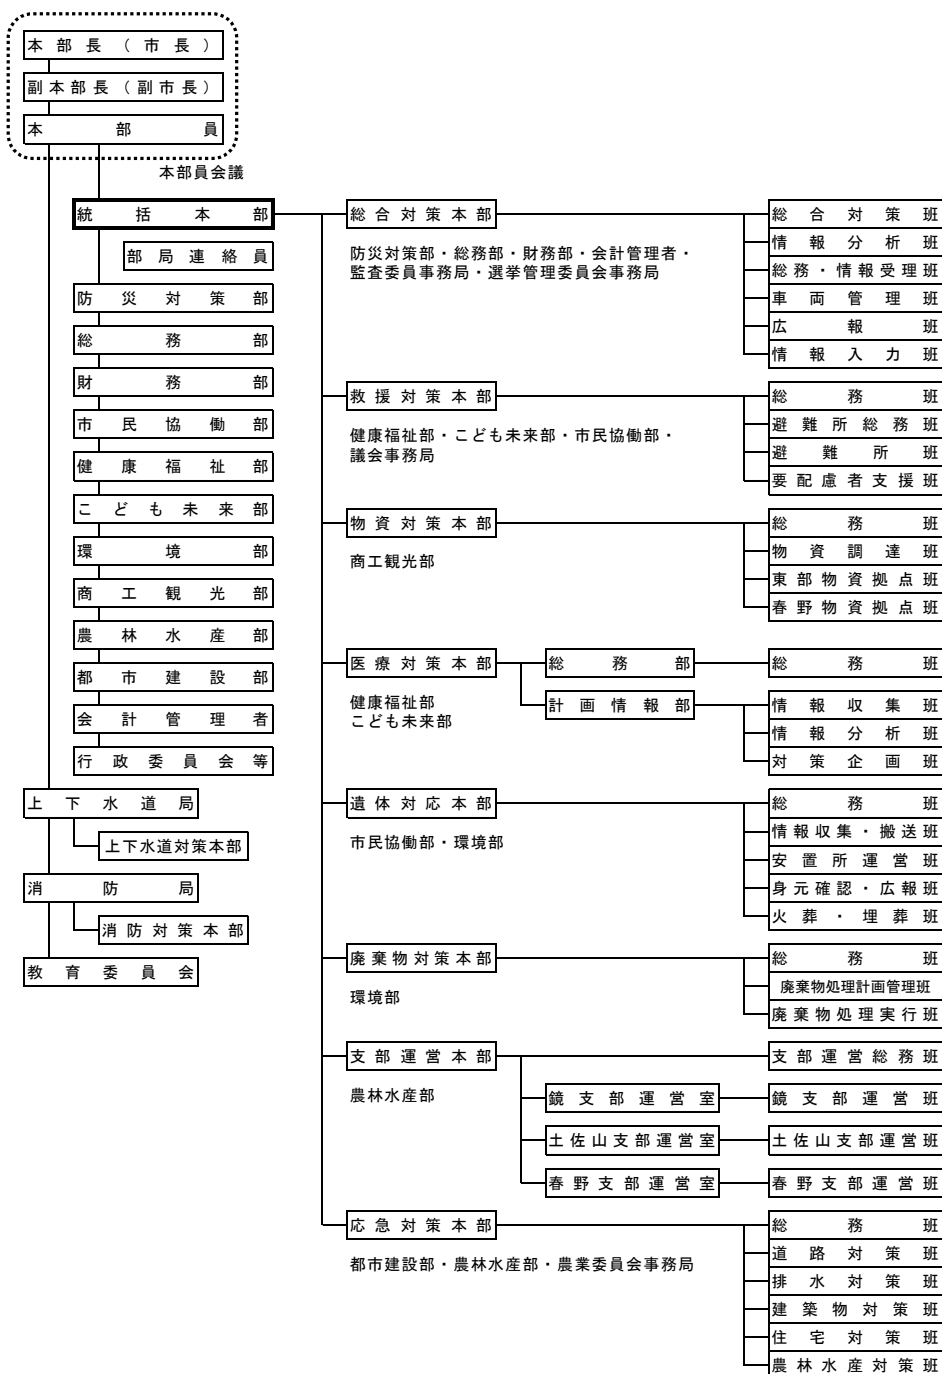 本部長（市長）
副本部長（副市長）
本部員
本部員会議
統括本部
部局連絡員
防災対策部
総務部
財務部
市民協働部
健康福祉部
こども未来部
環境部
商工観光部
農林水産部
都市建設部
会計管理者
行政委員会等
上下水道局
上下水道対策本部
消防局
消防対策本部
教育委員会
総合対策本部
防災対策部・総務部・財務部・会計管理者・
監査委員事務局・選挙管理委員会事務局
総合対策班
情報分析班
総務・情報受理班
車両管理班
広報班
情報入力班
救援対策本部
健康福祉部・こども未来部・市民協働部・
議会事務局
総務班
避難所総務班
避難所班
要配慮者支援班
物資対策本部
商工観光部
総務班
物資調達班
東部物資拠点班
春野物資拠点班
医療対策本部
健康福祉部
こども未来部
総務部
総務班
計画情報部
情報収集班
情報分析班
対策企画班
遺体対応本部
市民協働部・環境部
総務班
情報収集・搬送班
安置所運営班
身元確認・広報班
火葬・埋葬班
廃棄物対策本部
環境部
総務班
廃棄物処理計画管理班
廃棄物処理実行班
支部運営本部
農林水産部
支部運営総務班
鏡支部運営室
鏡支部運営班
土佐山支部運営室
土佐山支部運営班
春野支部運営室
春野支部運営班
応急対策本部
都市建設部・農林水産部・農業委員会事務局
総務班
道路対策班
排水対策班
建築物対策班
住宅対策班
農林水産対策班